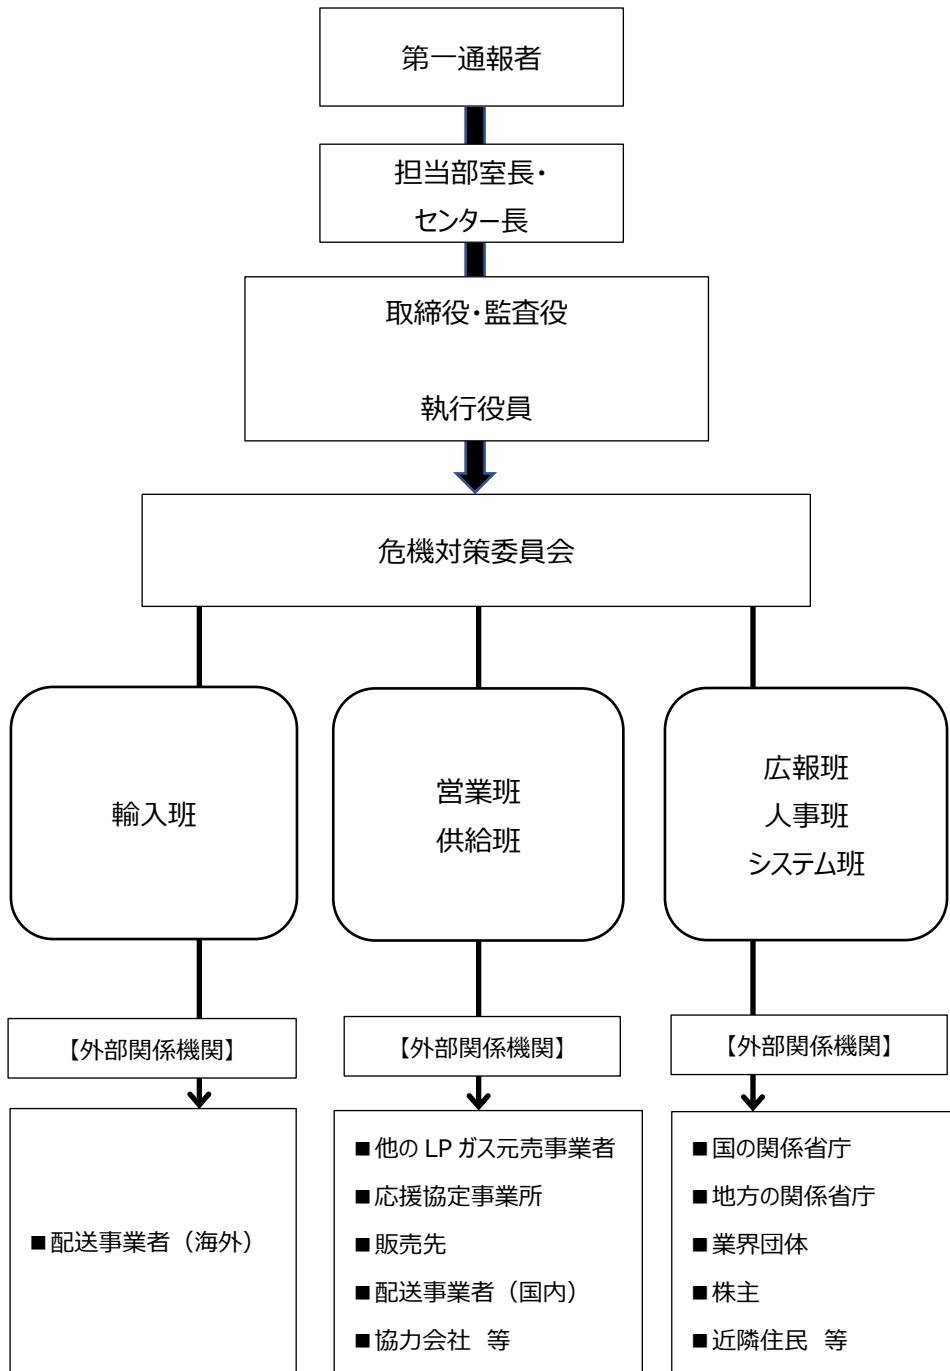 第一通報者
担当部室長・
センター長
取締役・監査役
執行役員
危機対策委員会
輸入班
営業班
供給班
広報班
人事班
システム班
【外部関係機関】
【外部関係機関】
【外部関係機関】
■配送事業者（海外）
■他の LP ガス元売事業者
■応援協定事業所
■販売先
■配送事業者（国内）
■協力会社 等
■国の関係省庁
■地方の関係省庁
■業界団体
■株主
■近隣住民 等